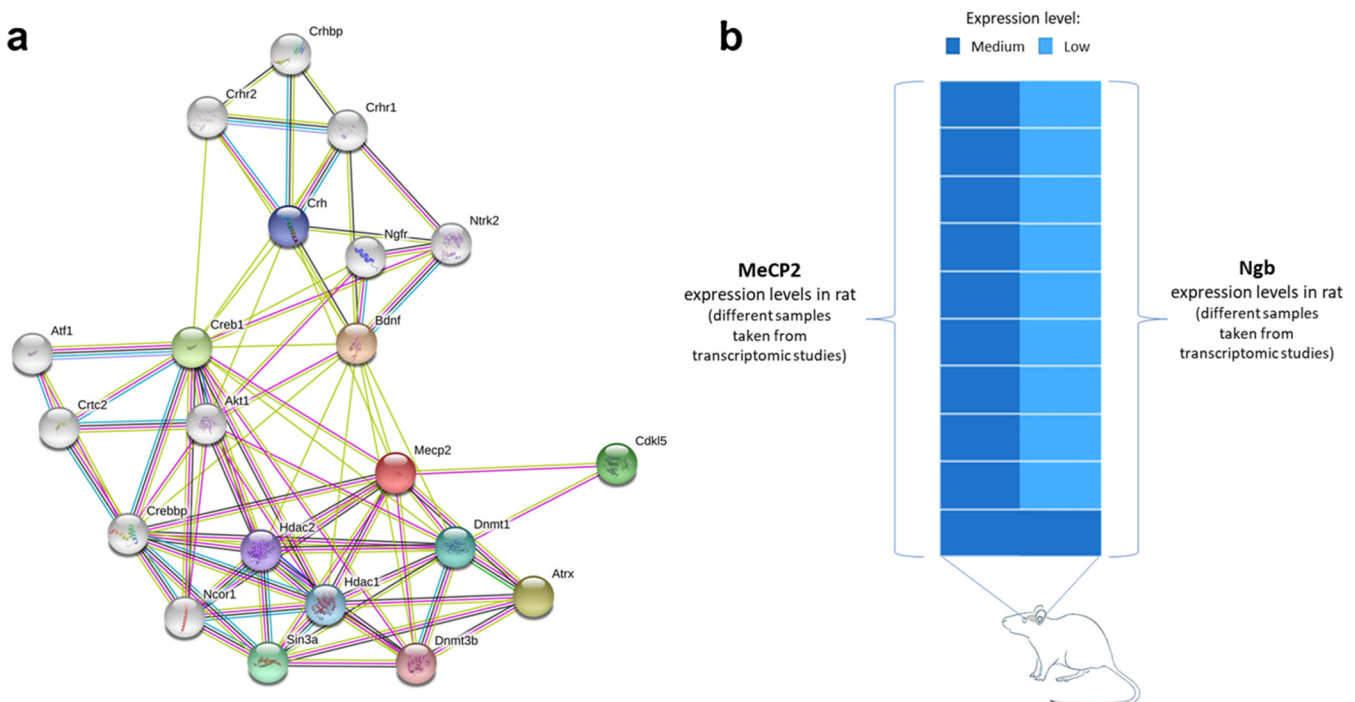 a
Crhbp
Crhr2
Crhr1
Crh
Ntrk2
Ngfr
Creb1
Bdnf
Atf1
Crtc2
Akt1
Mecp2
Cdkl5
Crebbp
Hdac2
Dnmt1
Atrx
Hdac1
Ncor1
Sin3a
Dnmt3b
b
Expression level:
Medium Low
MeCP2
expression levels in rat
(different samples
taken from
transcriptomic studies)
Ngb
expression levels in rat
(different samples
taken from
transcriptomic studies)